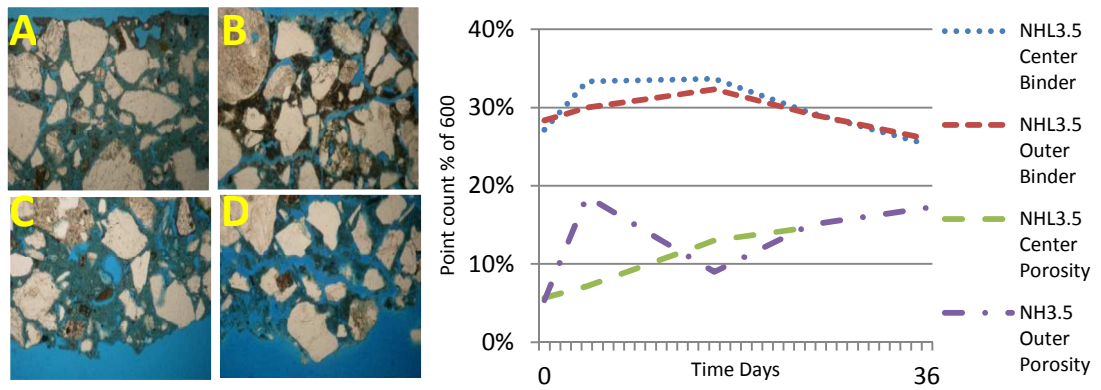 A
B
C
D
Point count % of 600
40%
30%
20%
10%
0%
0
Time Days
36
NHL3.5
Center
Binder
NHL3.5
Outer
Binder
NHL3.5
Center
Porosity
NH3.5
Outer
Porosity